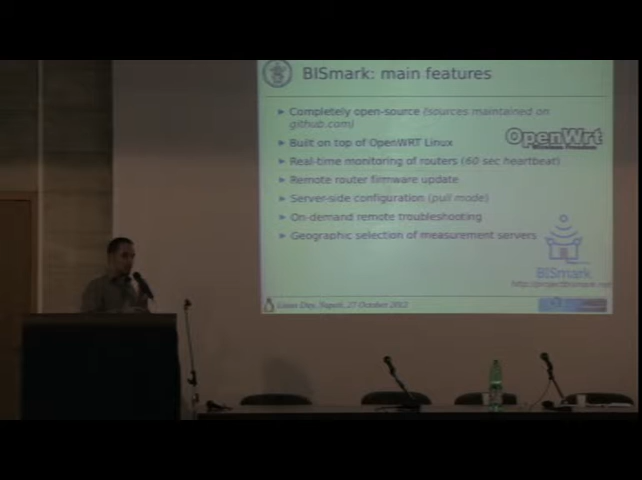 BISmark: main features
► Completely open-source (sources maintained on
github.com)
► Built on top of OpenWRT Linux
OpenWrt
► Real-time monitoring of routers (60 sec heartbeat)
► Remote router firmware update
► Server-side configuration (pull mode)
► On-demand remote troubleshooting
► Geographic selection of measurement servers
BISmark
Linux Day, Napoli, 27 October 2012